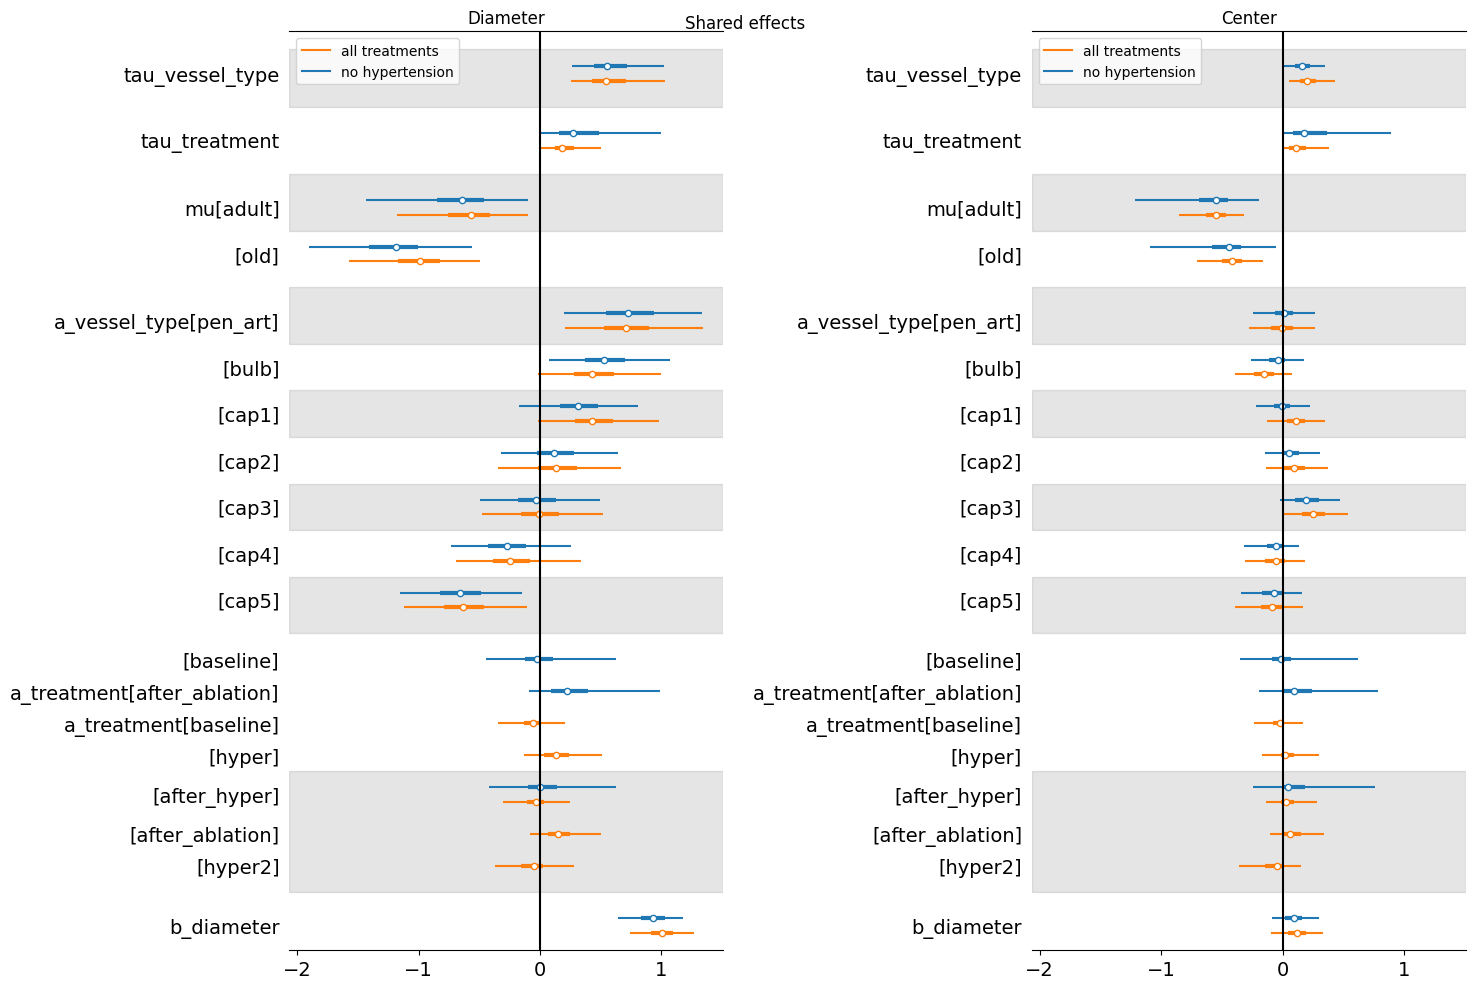 Shared effects
Diameter
all treatments
no hypertension
tau_vessel_type
tau_treatment
mu[adult]
[old]
a_vessel_type[pen_art]
[bulb]
[cap1]
[cap2]
[cap3]
[cap4]
[cap5]
[baseline]
a_treatment[after_ablation]
a_treatment[baseline]
[hyper]
[after_hyper]
[after_ablation]
[hyper2]
b_diameter
−2 −1 0 1
Center
all treatments
no hypertension
tau_vessel_type
tau_treatment
mu[adult]
[old]
a_vessel_type[pen_art]
[bulb]
[cap1]
[cap2]
[cap3]
[cap4]
[cap5]
[baseline]
a_treatment[after_ablation]
a_treatment[baseline]
[hyper]
[after_hyper]
[after_ablation]
[hyper2]
b_diameter
−2 −1 0 1